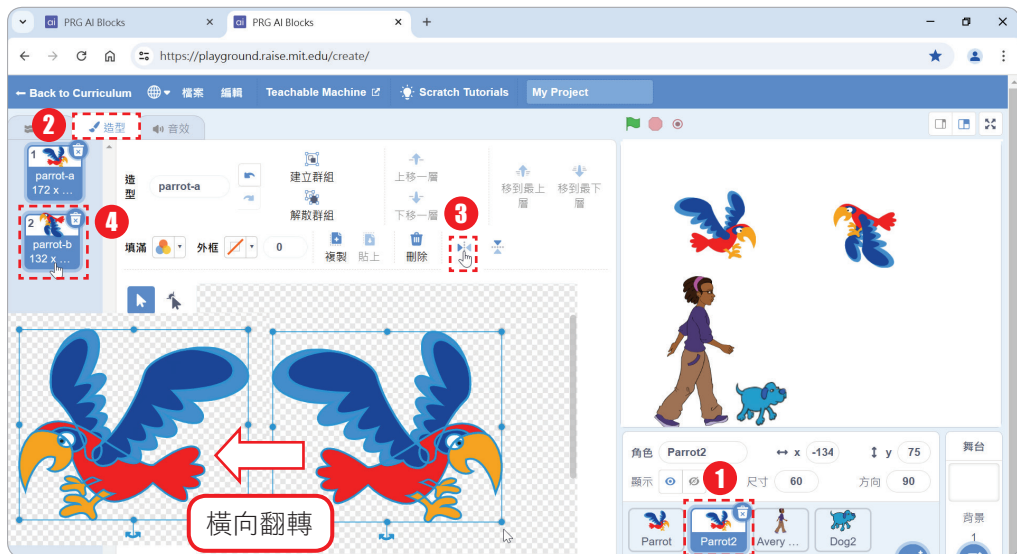 PRG AI Blocks
PRG AI Blocks
https://playground.raise.mit.edu/create/
← Back to Curriculum 檔案 編輯 Teachable Machine Scratch Tutorials My Project
2 造型 音效
1
parrot-a
172 x ...
2
parrot-b
132 x ...
4
造型 parrot-a
建立群組
解散群組
上移一層
下移一層
移到最上層
移到最下層
3
填滿 外框 0 複製 貼上 刪除
橫向翻轉
角色 Parrot2 x -134 y 75
顯示 尺寸 60 方向 90
1
Parrot Parrot2 Avery ... Dog2
舞台
背景
1